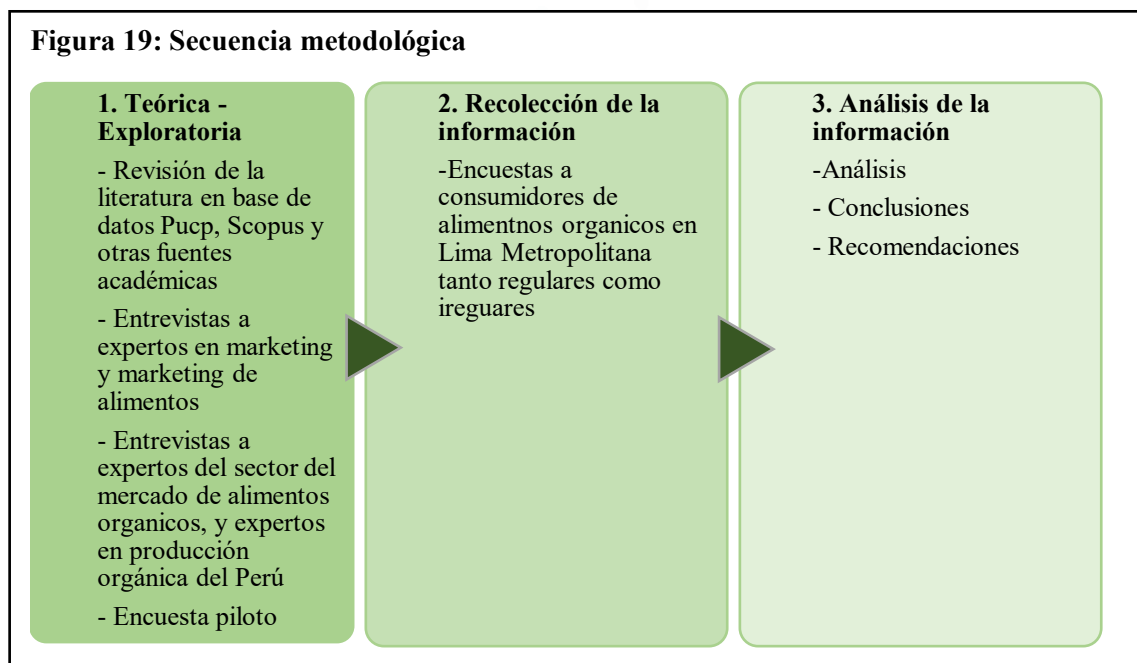 Figura 19: Secuencia metodológica
1. Teórica -
Exploratoria
- Revisión de la
literatura en base de
datos Pucp, Scopus y
otras fuentes
académicas
- Entrevistas a
expertos en marketing
y marketing de
alimentos
- Entrevistas a
expertos del sector del
mercado de alimentos
organicos, y expertos
en producción
orgánica del Perú
- Encuesta piloto
2. Recolección de la
información
-Encuestas a
consumidores de
alimentnos organicos en
Lima Metropolitana
tanto regulares como
ireguares
3. Análisis de la
información
-Análisis
- Conclusiones
- Recomendaciones